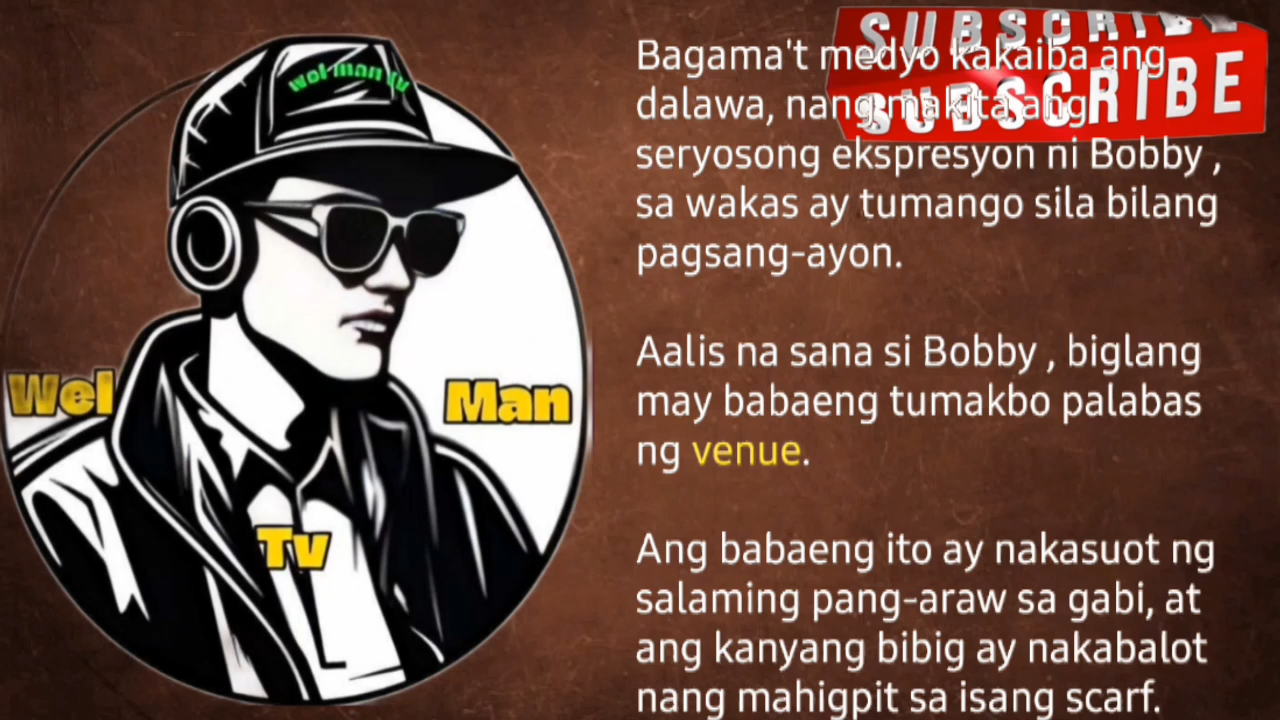 wel man tv
Wel
Man
Tv
SUBSCRIBE
SUBSCRIBE
Bagama't medyo kakaiba ang
dalawa, nang makita ang
seryosong ekspresyon ni Bobby ,
sa wakas ay tumango sila bilang
pagsang-ayon.
Aalis na sana si Bobby , biglang
may babaeng tumakbo palabas
ng venue.
Ang babaeng ito ay nakasuot ng
salaming pang-araw sa gabi, at
ang kanyang bibig ay nakabalot
nang mahigpit sa isang scarf.